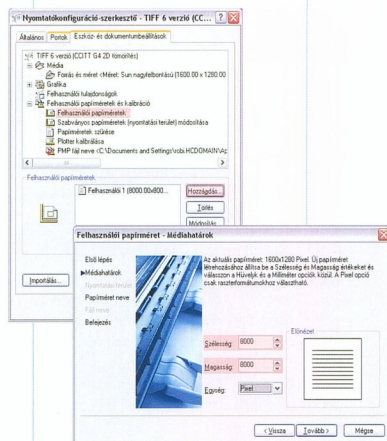 Nyomtatókonfiguráció-szerkesztő - TIFF 6 verzió (CC...
Általános Portok Eszköz- és dokumentumbeállítások
TIFF 6 verzió (CCITT G4 2D tömörítés)
Média
Forrás és méret <Méret: Sun nagyfelbontású (1600.00 x 1280.00
Grafika
Felhasználói tulajdonságok
Felhasználói papírméretek és kalibráció
Felhasználói papírméretek
Szabványos papírméretek (nyomtatási terület) módosítása
Papírméretek szűrése
Plotter kalibrálása
PMP fájl neve <C:\Documents and Settings\robi.HCDOMAIN\Ap
Felhasználói papírméretek
Felhasználói 1 (8000.00x800...
Hozzáadás...
Törlés
Módosítás...
Importálás...
Felhasználói papírméret - Médiahatárok
Első lépés
Médiahatárok
Nyomtatási terület
Papírméret neve
Fájl neve
Befejezés
Az aktuális papírméret: 1600x1280 Pixel. Új papírméret
létrehozásához állítsa be a Szélesség és Magasság értékeket és
válasszon a Hüvelyk és a Milliméter opciók közül. A Pixel opció
csak raszterformátumokhoz választható.
Szélesség: 8000
Magasság: 8000
Egység: Pixel
Előnézet
< Vissza Tovább > Mégse